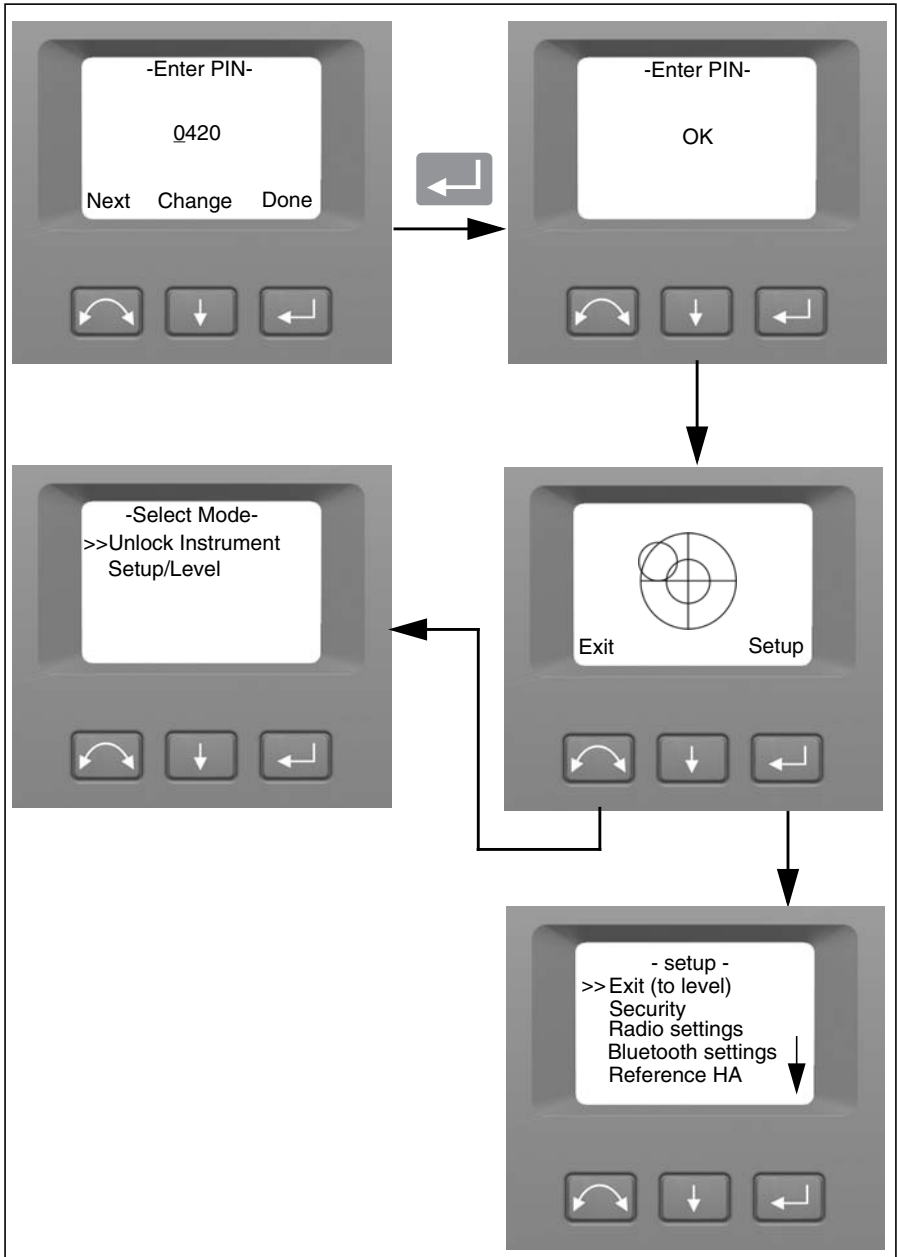 -Enter PIN-
0420
Next Change Done
-Enter PIN-
OK
-Select Mode-
>>Unlock Instrument
Setup/Level
Exit Setup
- setup -
>>Exit (to level)
Security
Radio settings
Bluetooth settings
Reference HA